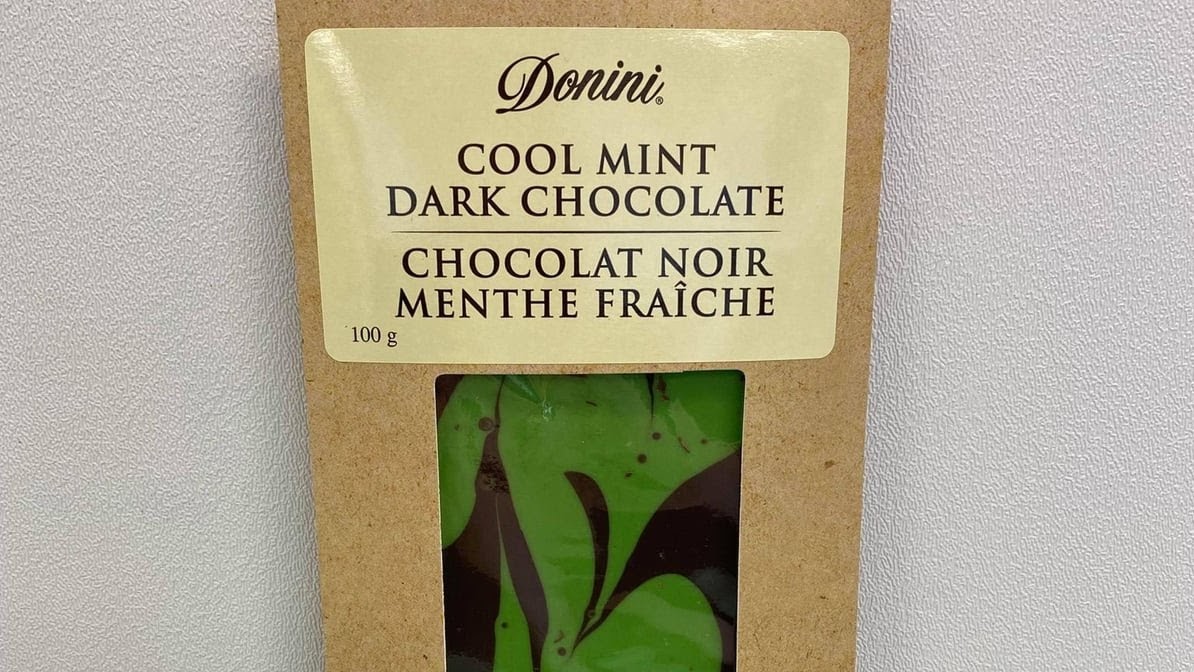 Donini®
COOL MINT
DARK CHOCOLATE
CHOCOLAT NOIR
MENTHE FRAÎCHE
100 g